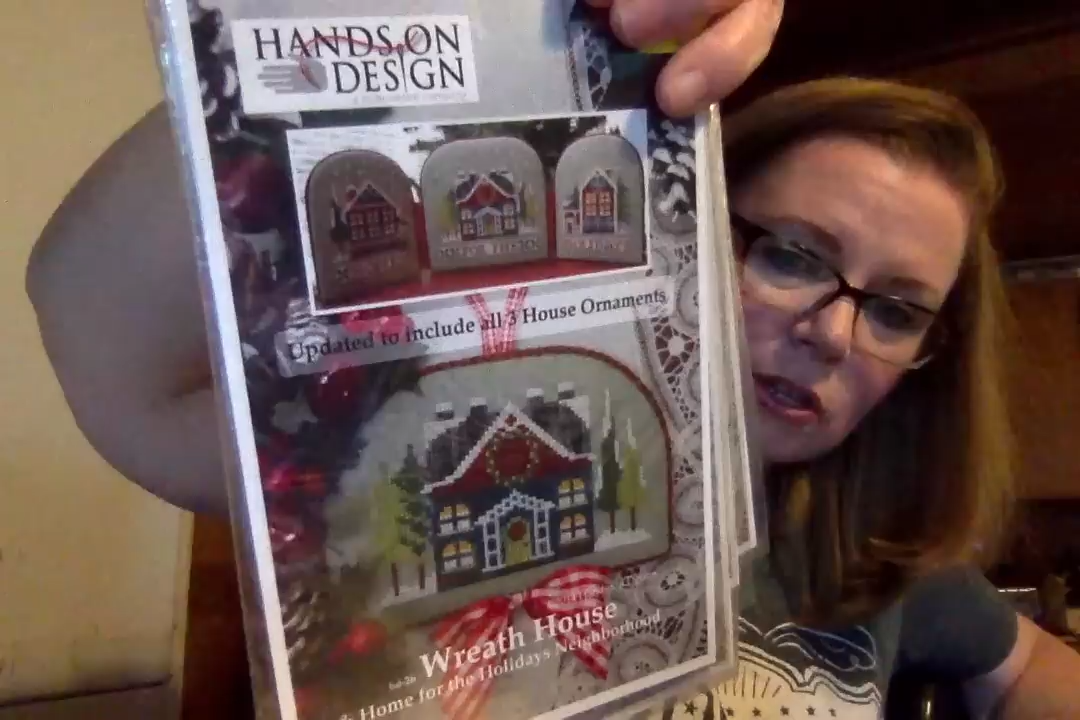 HANDS ON
DESIGN
Updated to include all 3 House Ornaments
Wreath House
Home for the Holidays Neighborhood